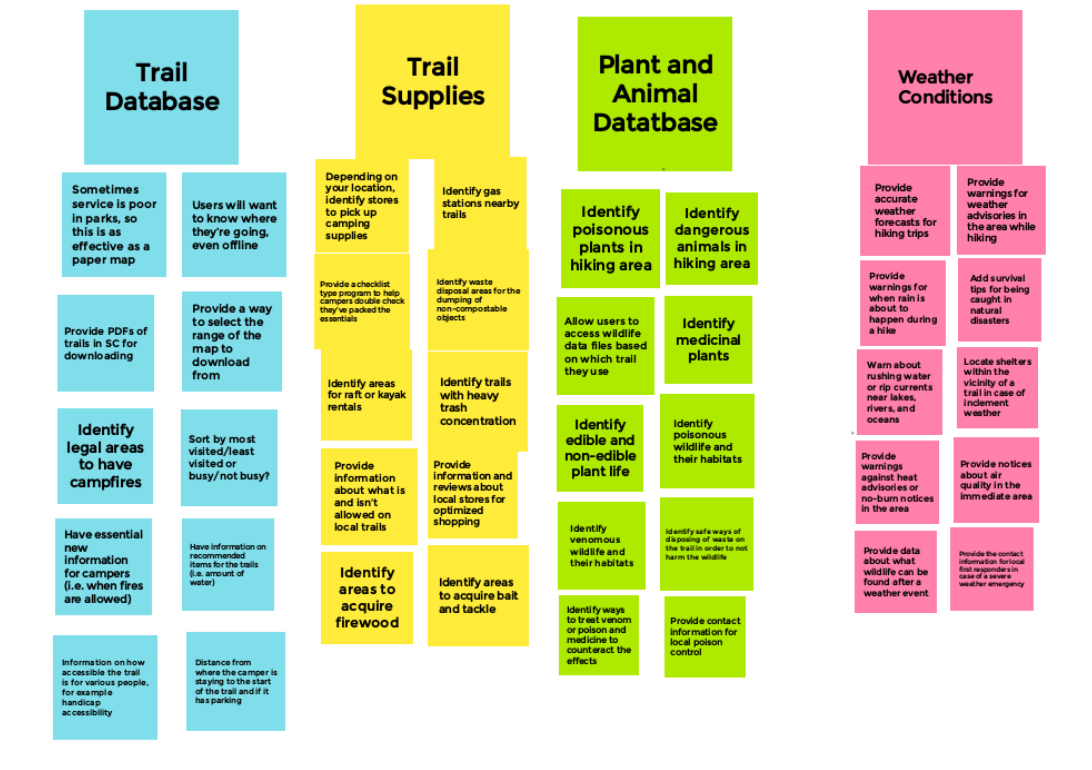 Trail
Database
Sometimes
service is poor
in parks, so
this is as
effective as a
paper map
Users will want
to know where
they're going,
even offline
Provide PDFs of
trails in SC for
downloading
Provide a way
to select the
range of the
map to
download
from
Identify
legal areas
to have
campfires
Sort by most
visited/least
visited or
busy/not busy?
Have essential
new
information
for campers
(i.e. when fires
are allowed)
Have information on
recommended
items for the trails
(i.e. amount of
water)
Information on how
accessible the trail
is for various people,
for example
handicap
accessibility
Distance from
where the camper is
staying to the start
of the trail and if it
has parking
Trail
Supplies
Depending on
your location,
identify stores
to pick up
camping
supplies
Identify gas
stations nearby
trails
Provide a checklist
type program to help
campers double check
they've packed the
essentials
Identify waste
disposal areas for the
dumping of
non-compostable
objects
Identify areas
for raft or kayak
rentals
Identify trails
with heavy
trash
concentration
Provide
information
about what is
and isn't
allowed on
local trails
Provide
information and
reviews about
local stores for
optimized
shopping
Identify
areas to
acquire
firewood
Identify areas
to acquire bait
and tackle
Plant and
Animal
Datatbase
Identify
poisonous
plants in
hiking area
Identify
dangerous
animals in
hiking area
Allow users to
access wildlife
data files based
on which trail
they use
Identify
medicinal
plants
Identify
edible and
non-edible
plant life
Identify
poisonous
wildlife and
their habitats
Identify
venomous
wildlife and
their habitats
Identify safe ways of
disposing of waste on
the trail in order to not
harm the wildlife
Identify ways
to treat venom
or poison and
medicine to
counteract the
effects
Provide contact
information for
local poison
control
Weather
Conditions
Provide
accurate
weather
forecasts for
hiking trips
Provide
warnings for
weather
advisories in
the area while
hiking
Provide
warnings for
when rain is
about to
happen during
a hike
Add survival
tips for being
caught in
natural
disasters
Warn about
rushing water
or rip currents
near lakes,
rivers, and
oceans
Locate shelters
within the
vicinity of a
trail in case of
inclement
weather
Provide
warnings
against heat
advisories or
no-burn notices
in the area
Provide notices
about air
quality in the
immediate area
Provide data
about what
wildlife can be
found after a
weather event
Provide the contact
information for local
first responders in
case of a severe
weather emergency